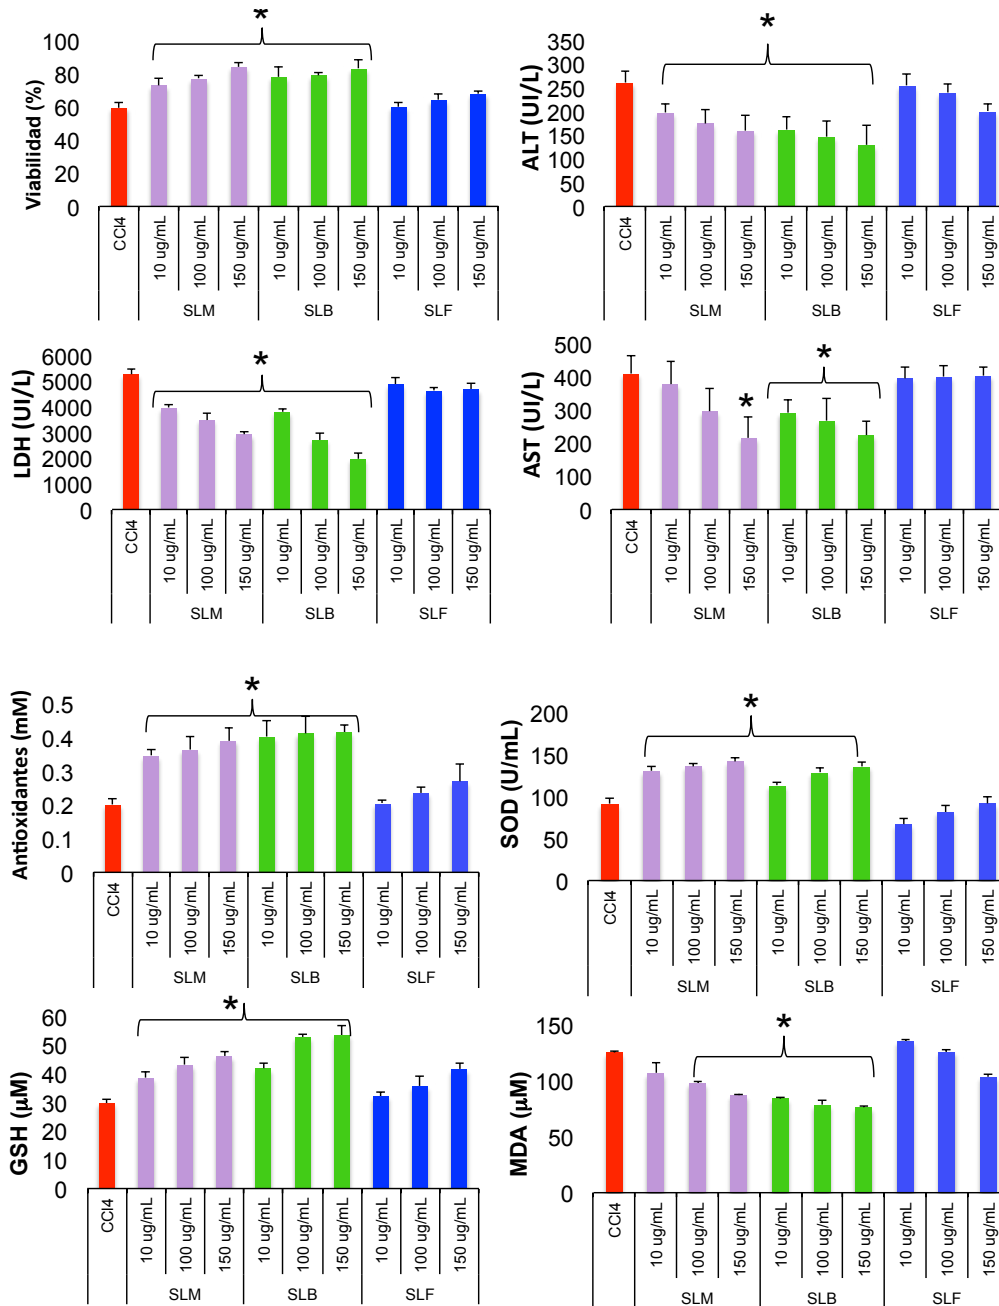 *
Viabilidad (%)
100
80
60
40
20
0
CCl4
10 ug/mL
100 ug/mL
150 ug/mL
10 ug/mL
100 ug/mL
150 ug/mL
10 ug/mL
100 ug/mL
150 ug/mL
SLM SLB SLF
*
ALT (UI/L)
350
300
250
200
150
100
50
0
CCl4
10 ug/mL
100 ug/mL
150 ug/mL
10 ug/mL
100 ug/mL
150 ug/mL
10 ug/mL
100 ug/mL
150 ug/mL
SLM SLB SLF
*
LDH (UI/L)
6000
5000
4000
3000
2000
1000
0
CCl4
10 ug/mL
100 ug/mL
150 ug/mL
10 ug/mL
100 ug/mL
150 ug/mL
10 ug/mL
100 ug/mL
150 ug/mL
SLM SLB SLF
*
*
AST (UI/L)
500
400
300
200
100
0
CCl4
10 ug/mL
100 ug/mL
150 ug/mL
10 ug/mL
100 ug/mL
150 ug/mL
10 ug/mL
100 ug/mL
150 ug/mL
SLM SLB SLF
*
Antioxidantes (mM)
0.5
0.4
0.3
0.2
0.1
0
CCl4
10 ug/mL
100 ug/mL
150 ug/mL
10 ug/mL
100 ug/mL
150 ug/mL
10 ug/mL
100 ug/mL
150 ug/mL
SLM SLB SLF
*
SOD (U/mL)
200
150
100
50
0
CCl4
10 ug/mL
100 ug/mL
150 ug/mL
10 ug/mL
100 ug/mL
150 ug/mL
10 ug/mL
100 ug/mL
150 ug/mL
SLM SLB SLF
*
GSH (µM)
60
50
40
30
20
10
0
CCl4
10 ug/mL
100 ug/mL
150 ug/mL
10 ug/mL
100 ug/mL
150 ug/mL
10 ug/mL
100 ug/mL
150 ug/mL
SLM SLB SLF
*
MDA (µM)
150
100
50
0
CCl4
10 ug/mL
100 ug/mL
150 ug/mL
10 ug/mL
100 ug/mL
150 ug/mL
10 ug/mL
100 ug/mL
150 ug/mL
SLM SLB SLF